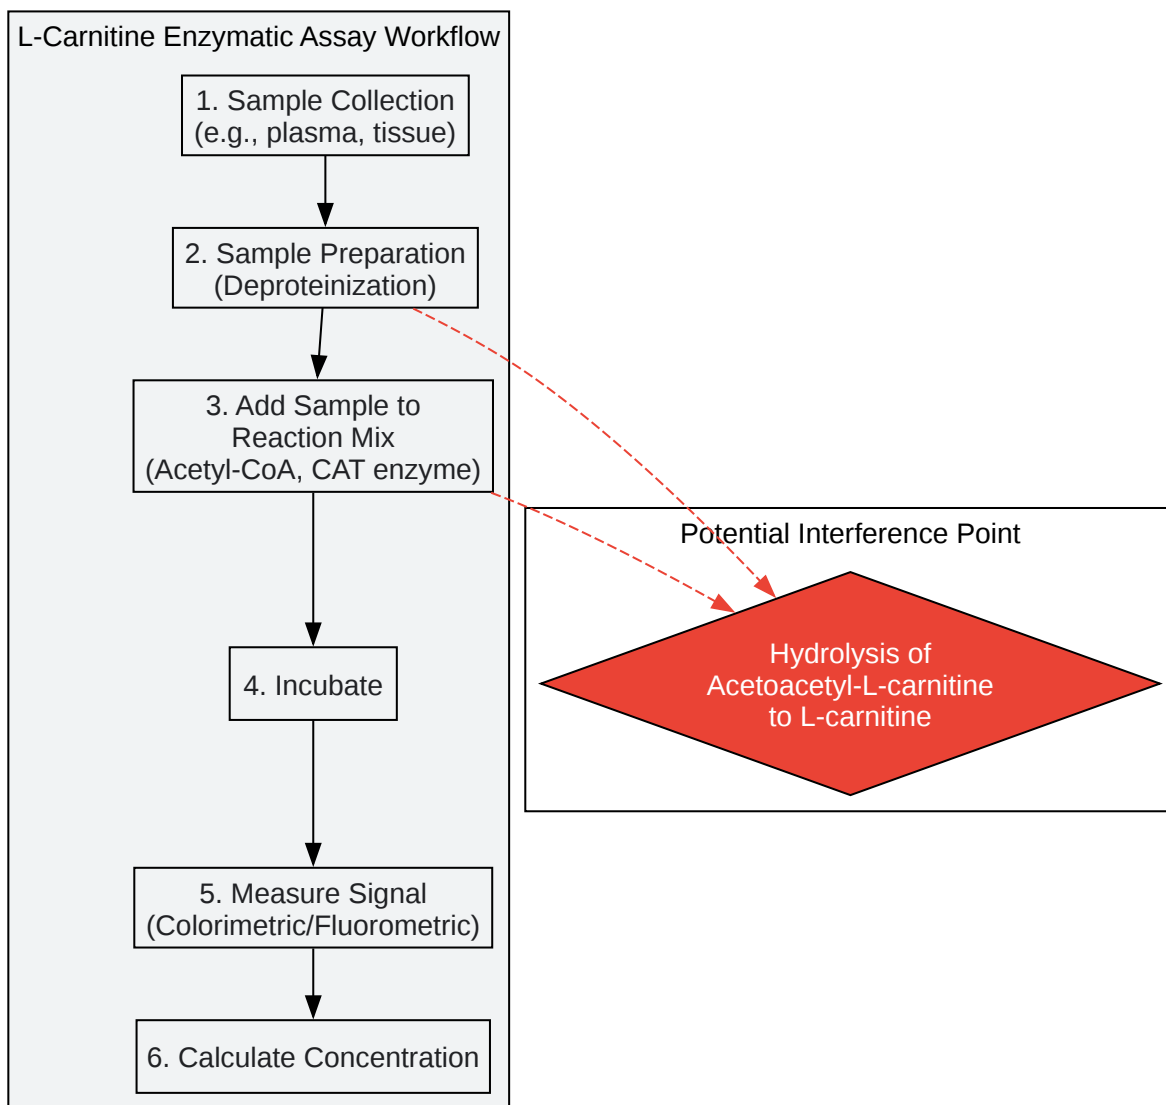 L-Carnitine Enzymatic Assay Workflow
1. Sample Collection
(e.g., plasma, tissue)
2. Sample Preparation
(Deproteinization)
3. Add Sample to
Reaction Mix
(Acetyl-CoA, CAT enzyme)
Potential Interference Point
Hydrolysis of
Acetoacetyl-L-carnitine
to L-carnitine
4. Incubate
5. Measure Signal
(Colorimetric/Fluorometric)
6. Calculate Concentration